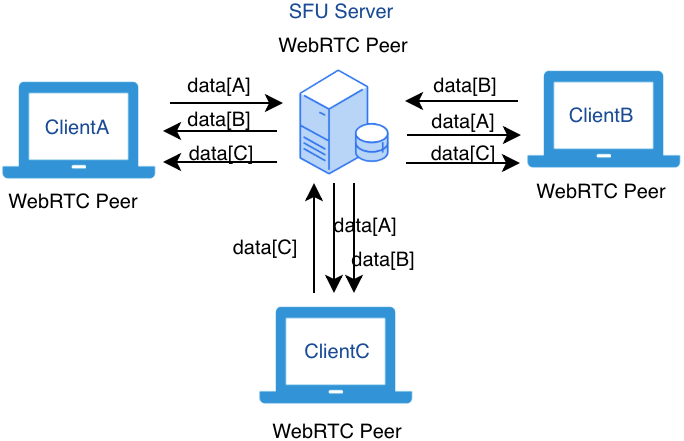 SFU Server
WebRTC Peer
data[A]
data[B]
data[C]
ClientA
WebRTC Peer
data[B]
data[A]
data[C]
ClientB
WebRTC Peer
data[A]
data[C]
data[B]
ClientC
WebRTC Peer